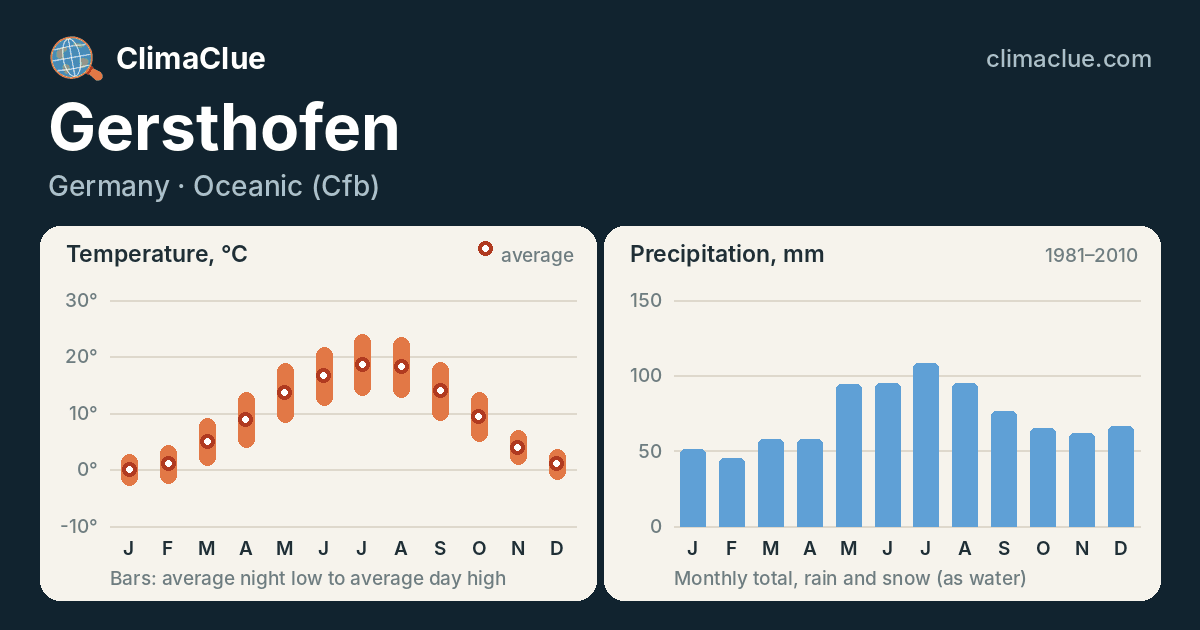 ClimaClue
climaclue.com
Gersthofen
Germany · Oceanic (Cfb)
Temperature, °C
average
30°
20°
10°
0°
-10°
J F M A M J J A S O N D
Bars: average night low to average day high
Precipitation, mm
1981–2010
150
100
50
0
J F M A M J J A S O N D
Monthly total, rain and snow (as water)